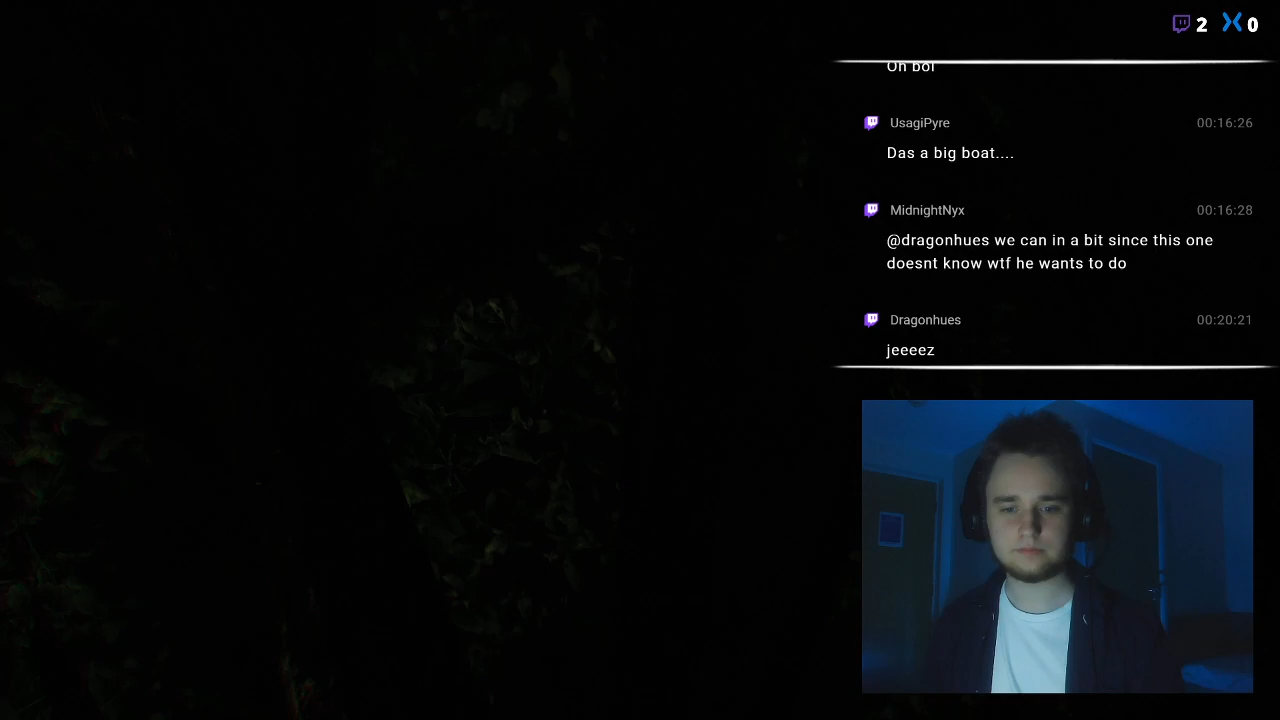 2 0
Oh boi
UsagiPyre 00:16:26
Das a big boat....
MidnightNyx 00:16:28
@dragonhues we can in a bit since this one
doesnt know wtf he wants to do
Dragonhues 00:20:21
jeeeez